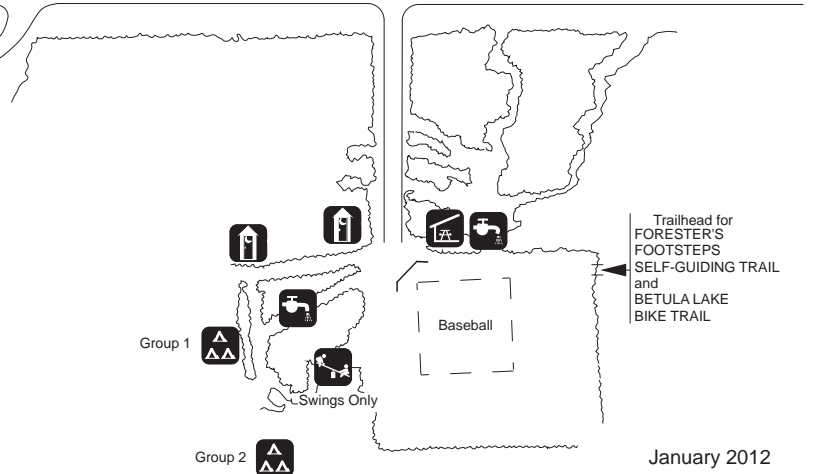 Trailhead for
FORESTER'S
FOOTSTEPS
SELF-GUIDING TRAIL
and
BETULA LAKE
BIKE TRAIL
Baseball
Group 1
Swings Only
Group 2
January 2012